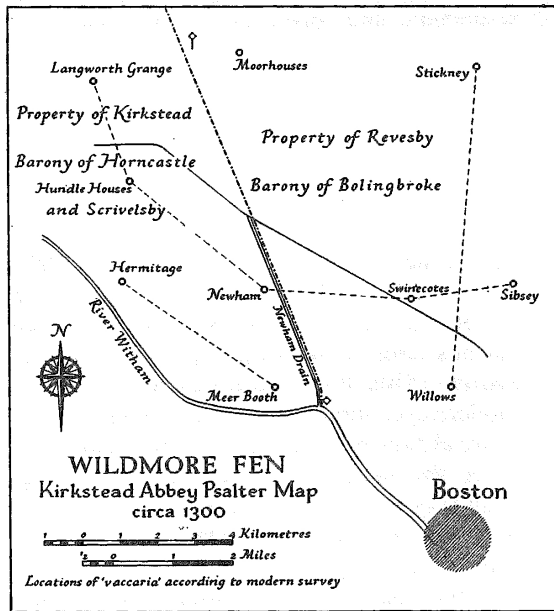 Moorhouses
Langworth Grange
Stickney
Property of Kirkstead
Property of Revesby
Barony of Horncastle
Barony of Bolingbroke
Hundle Houses
and Scrivelsby
Hermitage
Newham
Swinecotes
Sibsey
River Witham
Newham Drain
N
Meer Booth
Willows
WILDMORE FEN
Kirkstead Abbey Psalter Map
circa 1300
Boston
1 0 1 2 3 4 Kilometres
½ 0 1 2 Miles
Locations of 'vaccaria' according to modern survey